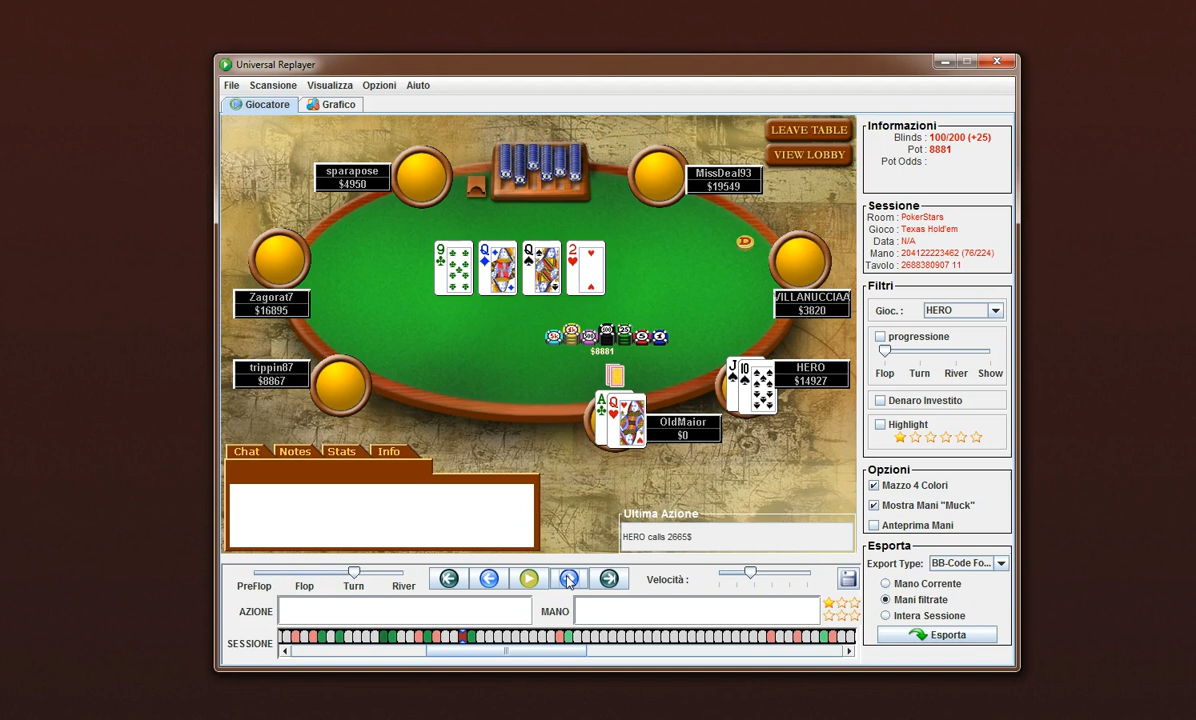 Universal Replayer
File Scansione Visualizza Opzioni Aiuto
Giocatore Grafico
LEAVE TABLE
VIEW LOBBY
sparapose
$4950
MissDeal93
$19549
D
Zagorat7
$16895
VILLANUCCIAA
$3820
9 Q Q 2
$8881
trippin87
$8867
HERO
$14927
J 10
A Q
OldMaior
$0
Chat Notes Stats Info
Ultima Azione
HERO calls 2665$
PreFlop Flop Turn River
Velocità :
AZIONE
MANO
SESSIONE
Informazioni
Blinds : 100/200 (+25)
Pot : 8881
Pot Odds :
Sessione
Room : PokerStars
Gioco : Texas Hold'em
Data : N/A
Mano : 204122223462 (76/224)
Tavolo : 2688380907 11
Filtri
Gioc. : HERO
progressione
Flop Turn River Show
Denaro Investito
Highlight
Opzioni
Mazzo 4 Colori
Mostra Mani "Muck"
Anteprima Mani
Esporta
Export Type: BB-Code Fo...
Mano Corrente
Mani filtrate
Intera Sessione
Esporta